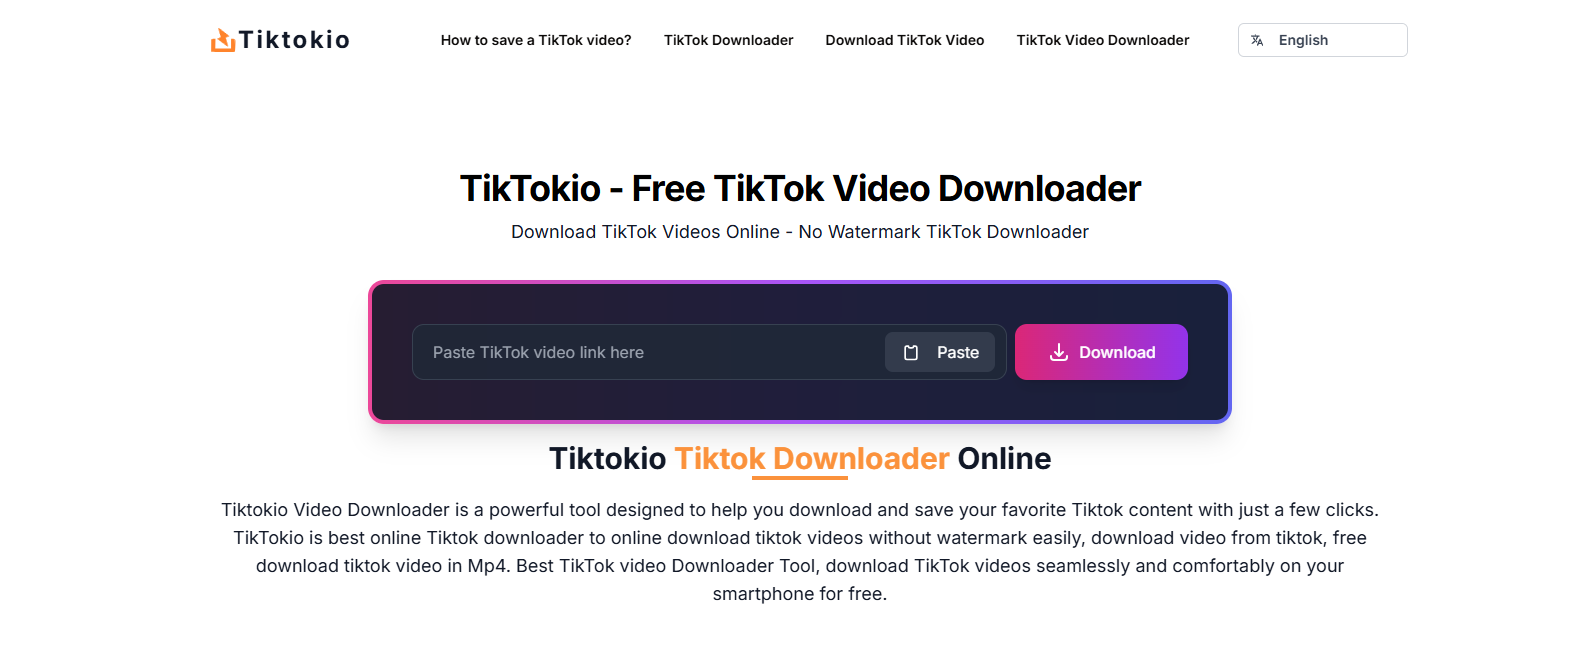 Tiktokio
How to save a TikTok video?
TikTok Downloader
Download TikTok Video
TikTok Video Downloader
English
TikTokio - Free TikTok Video Downloader
Download TikTok Videos Online - No Watermark TikTok Downloader
Paste TikTok video link here
Paste
Download
Tiktokio Tiktok Downloader Online
Tiktokio Video Downloader is a powerful tool designed to help you download and save your favorite Tiktok content with just a few clicks.
TikTokio is best online Tiktok downloader to online download tiktok videos without watermark easily, download video from tiktok, free
download tiktok video in Mp4. Best TikTok video Downloader Tool, download TikTok videos seamlessly and comfortably on your
smartphone for free.